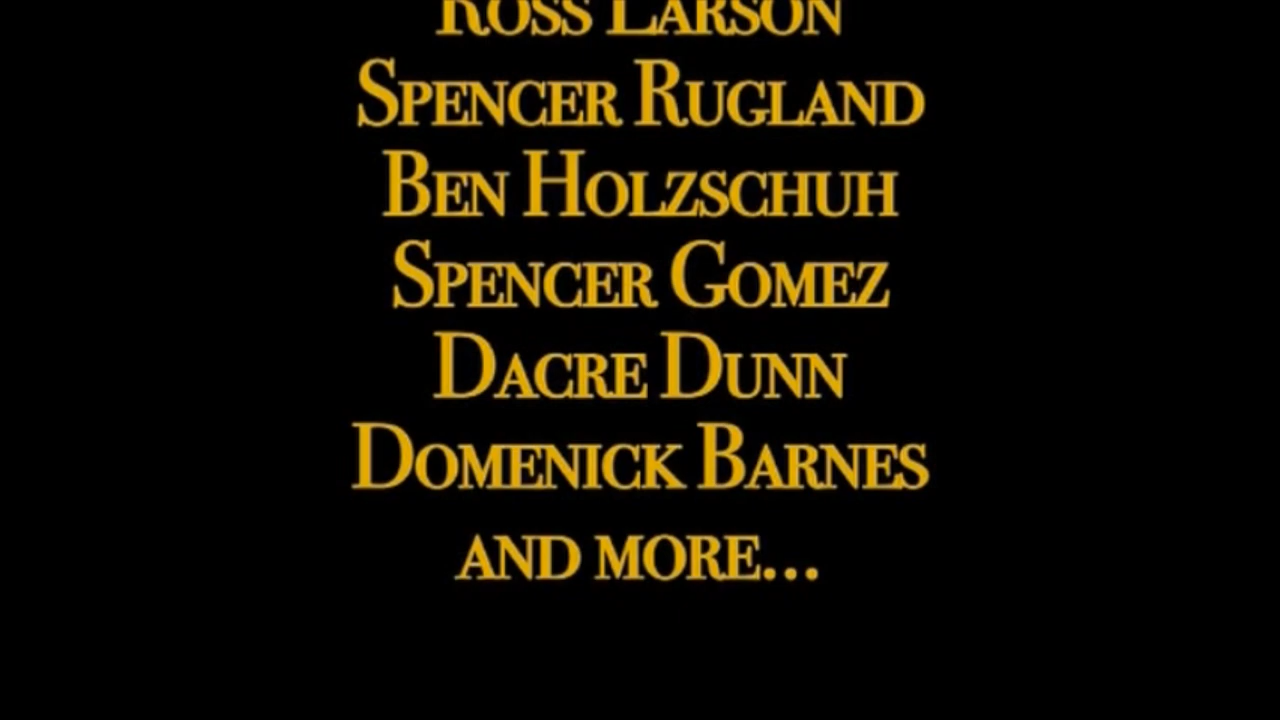 Ross Larson
Spencer Rugland
Ben Holzschuh
Spencer Gomez
Dacre Dunn
Domenick Barnes
and more...